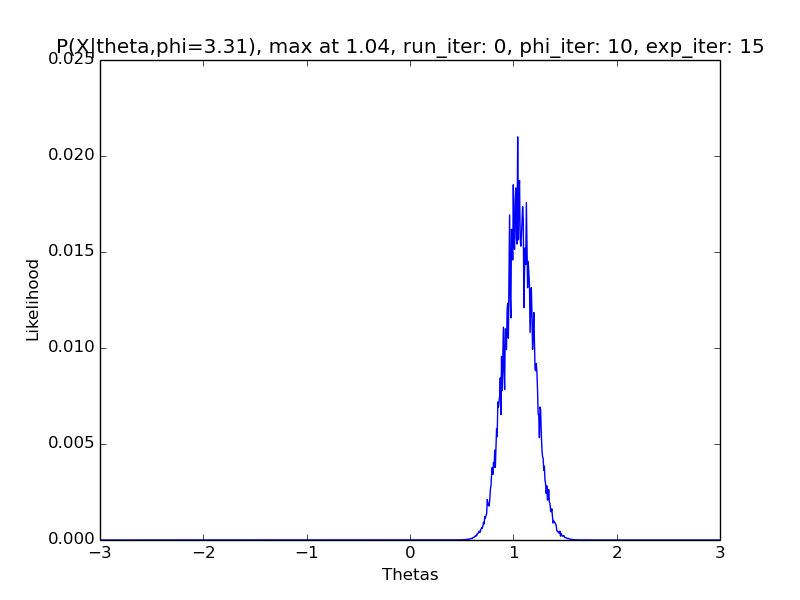 P(X|theta,phi=3.31), max at 1.04, run_iter: 0, phi_iter: 10, exp_iter: 15
0.025
0.020
0.015
0.010
0.005
0.000
Likelihood
−3 −2 −1 0 1 2 3
Thetas